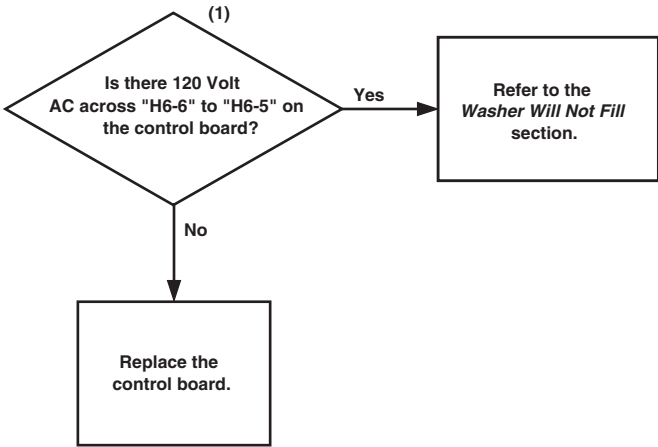 (1)
Is there 120 Volt
AC across "H6-6" to "H6-5" on
the control board?
Yes
Refer to the
Washer Will Not Fill
section.
No
Replace the
control board.